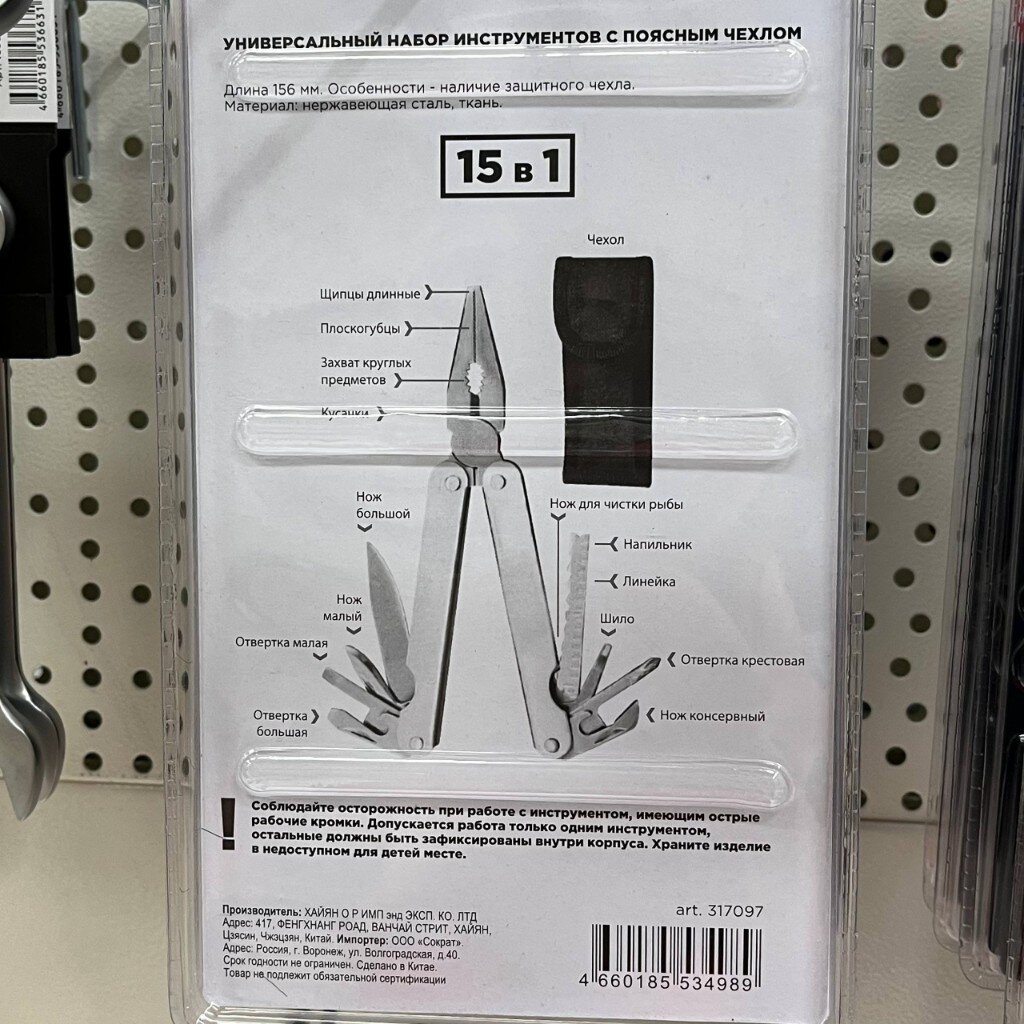 4 660185 536631
УНИВЕРСАЛЬНЫЙ НАБОР ИНСТРУМЕНТОВ С ПОЯСНЫМ ЧЕХЛОМ
Длина 156 мм. Особенности - наличие защитного чехла.
Материал: нержавеющая сталь, ткань.
15 в 1
Чехол
Щипцы длинные
Плоскогубцы
Захват круглых
предметов
Кусачки
Нож
большой
Нож для чистки рыбы
Напильник
Линейка
Нож
малый
Шило
Отвертка малая
Отвертка крестовая
Отвертка
большая
Нож консервный
! Соблюдайте осторожность при работе с инструментом, имеющим острые
рабочие кромки. Допускается работа только одним инструментом,
остальные должны быть зафиксированы внутри корпуса. Храните изделие
в недоступном для детей месте.
Производитель: ХАЙЯН О Р ИМП энд ЭКСП. КО. ЛТД
Адрес: 417, ФЕНГХНАНГ РОАД, ВАНЧАЙ СТРИТ, ХАЙЯН,
Цзясин, Чжэцзян, Китай. Импортер: ООО «Сократ».
Адрес: Россия, г. Воронеж, ул. Волгоградская, д.40.
Срок годности не ограничен. Сделано в Китае.
Товар не подлежит обязательной сертификации
art. 317097
4 660185 534989